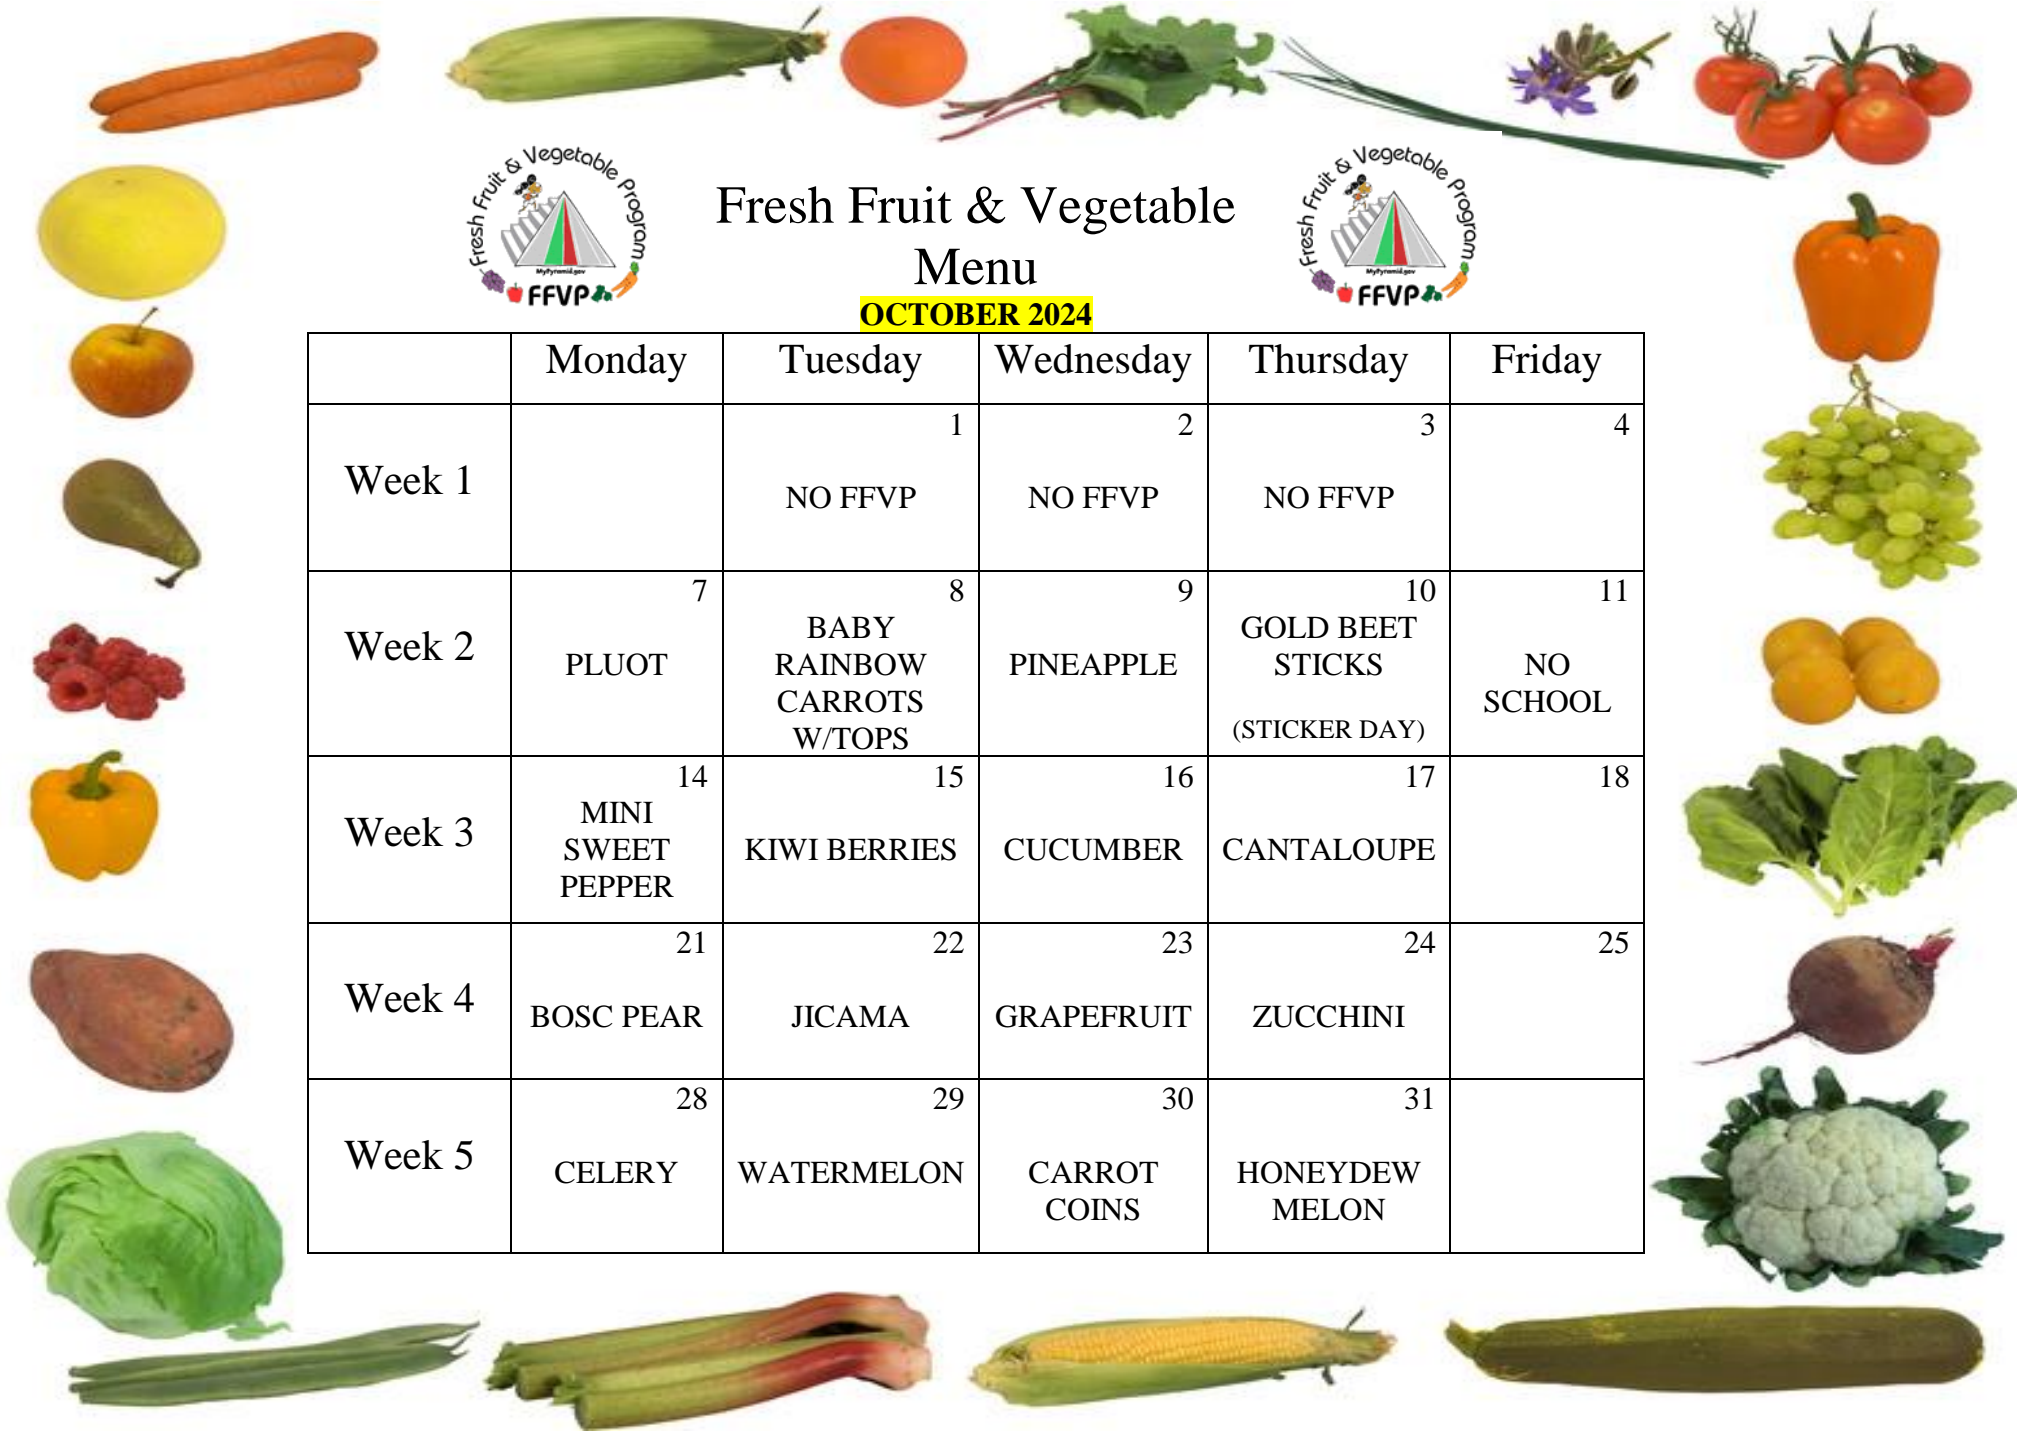 Fresh Fruit & Vegetable Program
MyPyramid.gov
FFVP
Fresh Fruit & Vegetable
Menu
OCTOBER 2024
Fresh Fruit & Vegetable Program
MyPyramid.gov
FFVP
Monday Tuesday Wednesday Thursday Friday
Week 1
1
NO FFVP
2
NO FFVP
3
NO FFVP
4
Week 2
7
PLUOT
8
BABY
RAINBOW
CARROTS
W/TOPS
9
PINEAPPLE
10
GOLD BEET
STICKS
(STICKER DAY)
11
NO
SCHOOL
Week 3
14
MINI
SWEET
PEPPER
15
KIWI BERRIES
16
CUCUMBER
17
CANTALOUPE
18
Week 4
21
BOSC PEAR
22
JICAMA
23
GRAPEFRUIT
24
ZUCCHINI
25
Week 5
28
CELERY
29
WATERMELON
30
CARROT
COINS
31
HONEYDEW
MELON